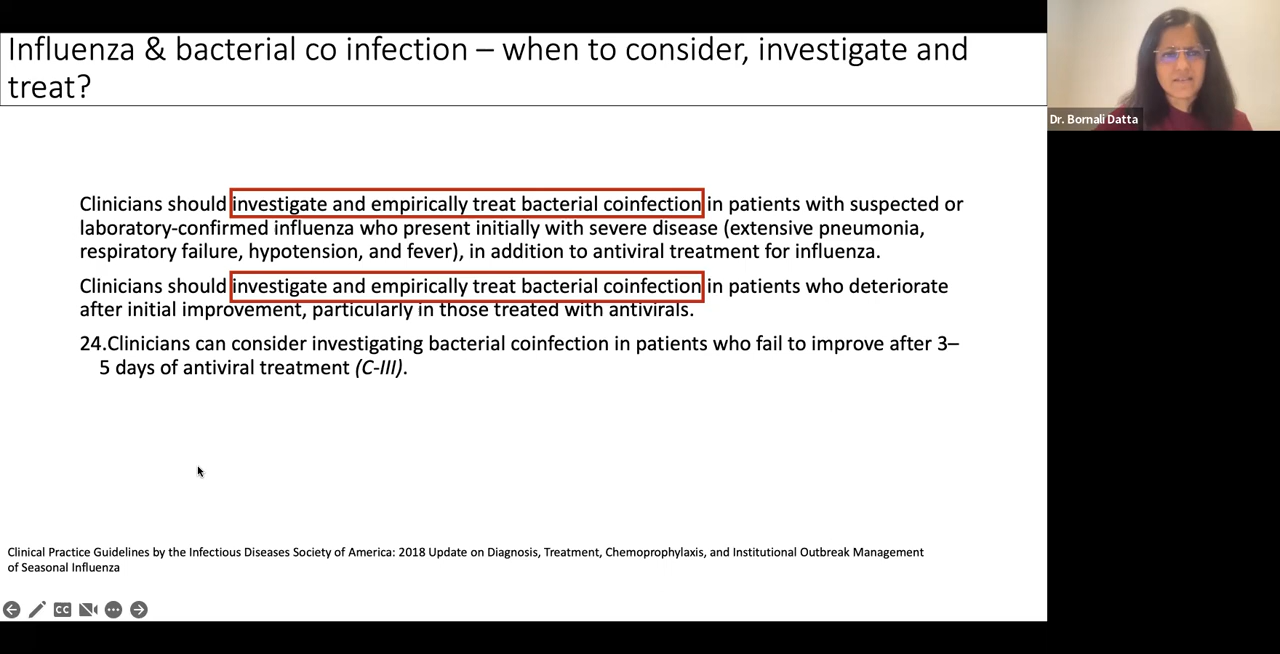 Influenza & bacterial co infection – when to consider, investigate and
treat?
Dr. Bornali Datta
Clinicians should investigate and empirically treat bacterial coinfection in patients with suspected or
laboratory-confirmed influenza who present initially with severe disease (extensive pneumonia,
respiratory failure, hypotension, and fever), in addition to antiviral treatment for influenza.
Clinicians should investigate and empirically treat bacterial coinfection in patients who deteriorate
after initial improvement, particularly in those treated with antivirals.
24.Clinicians can consider investigating bacterial coinfection in patients who fail to improve after 3–
5 days of antiviral treatment (C-III).
Clinical Practice Guidelines by the Infectious Diseases Society of America: 2018 Update on Diagnosis, Treatment, Chemoprophylaxis, and Institutional Outbreak Management
of Seasonal Influenza
CC